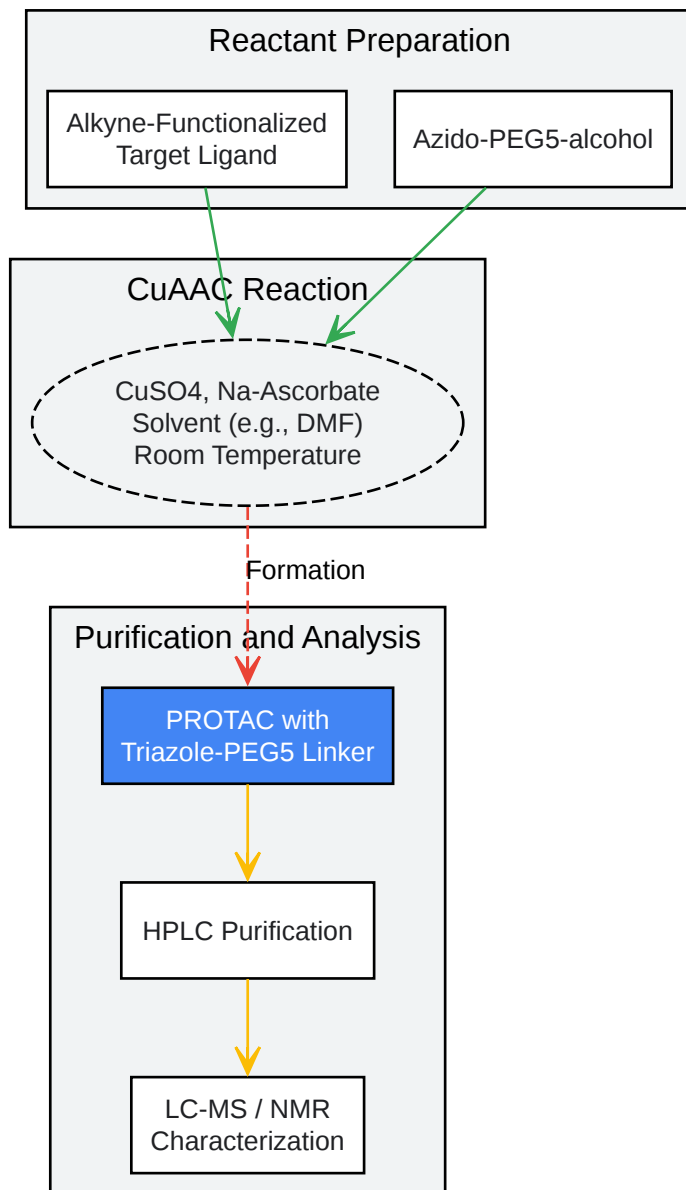 Reactant Preparation
Alkyne-Functionalized
Target Ligand
Azido-PEG5-alcohol
CuAAC Reaction
CuSO4, Na-Ascorbate
Solvent (e.g., DMF)
Room Temperature
Formation
Purification and Analysis
PROTAC with
Triazole-PEG5 Linker
HPLC Purification
LC-MS / NMR
Characterization